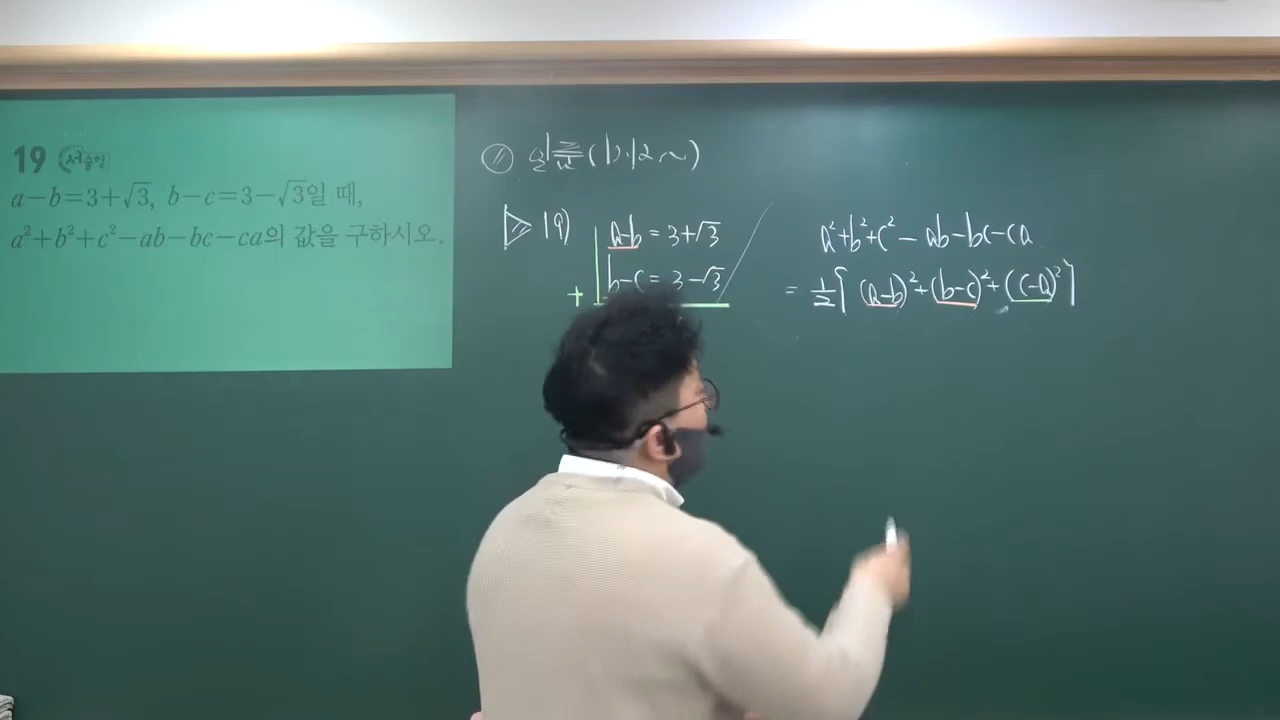 19 서술형
a-b=3+√3, b-c=3-√3일 때,
a²+b²+c²-ab-bc-ca의 값을 구하시오.
(p.12~)
19)
a-b = 3+√3
b-c = 3-√3
+
a²+b²+c²-ab-bc-ca
= 1/2[(a-b)²+(b-c)²+(c-a)²]